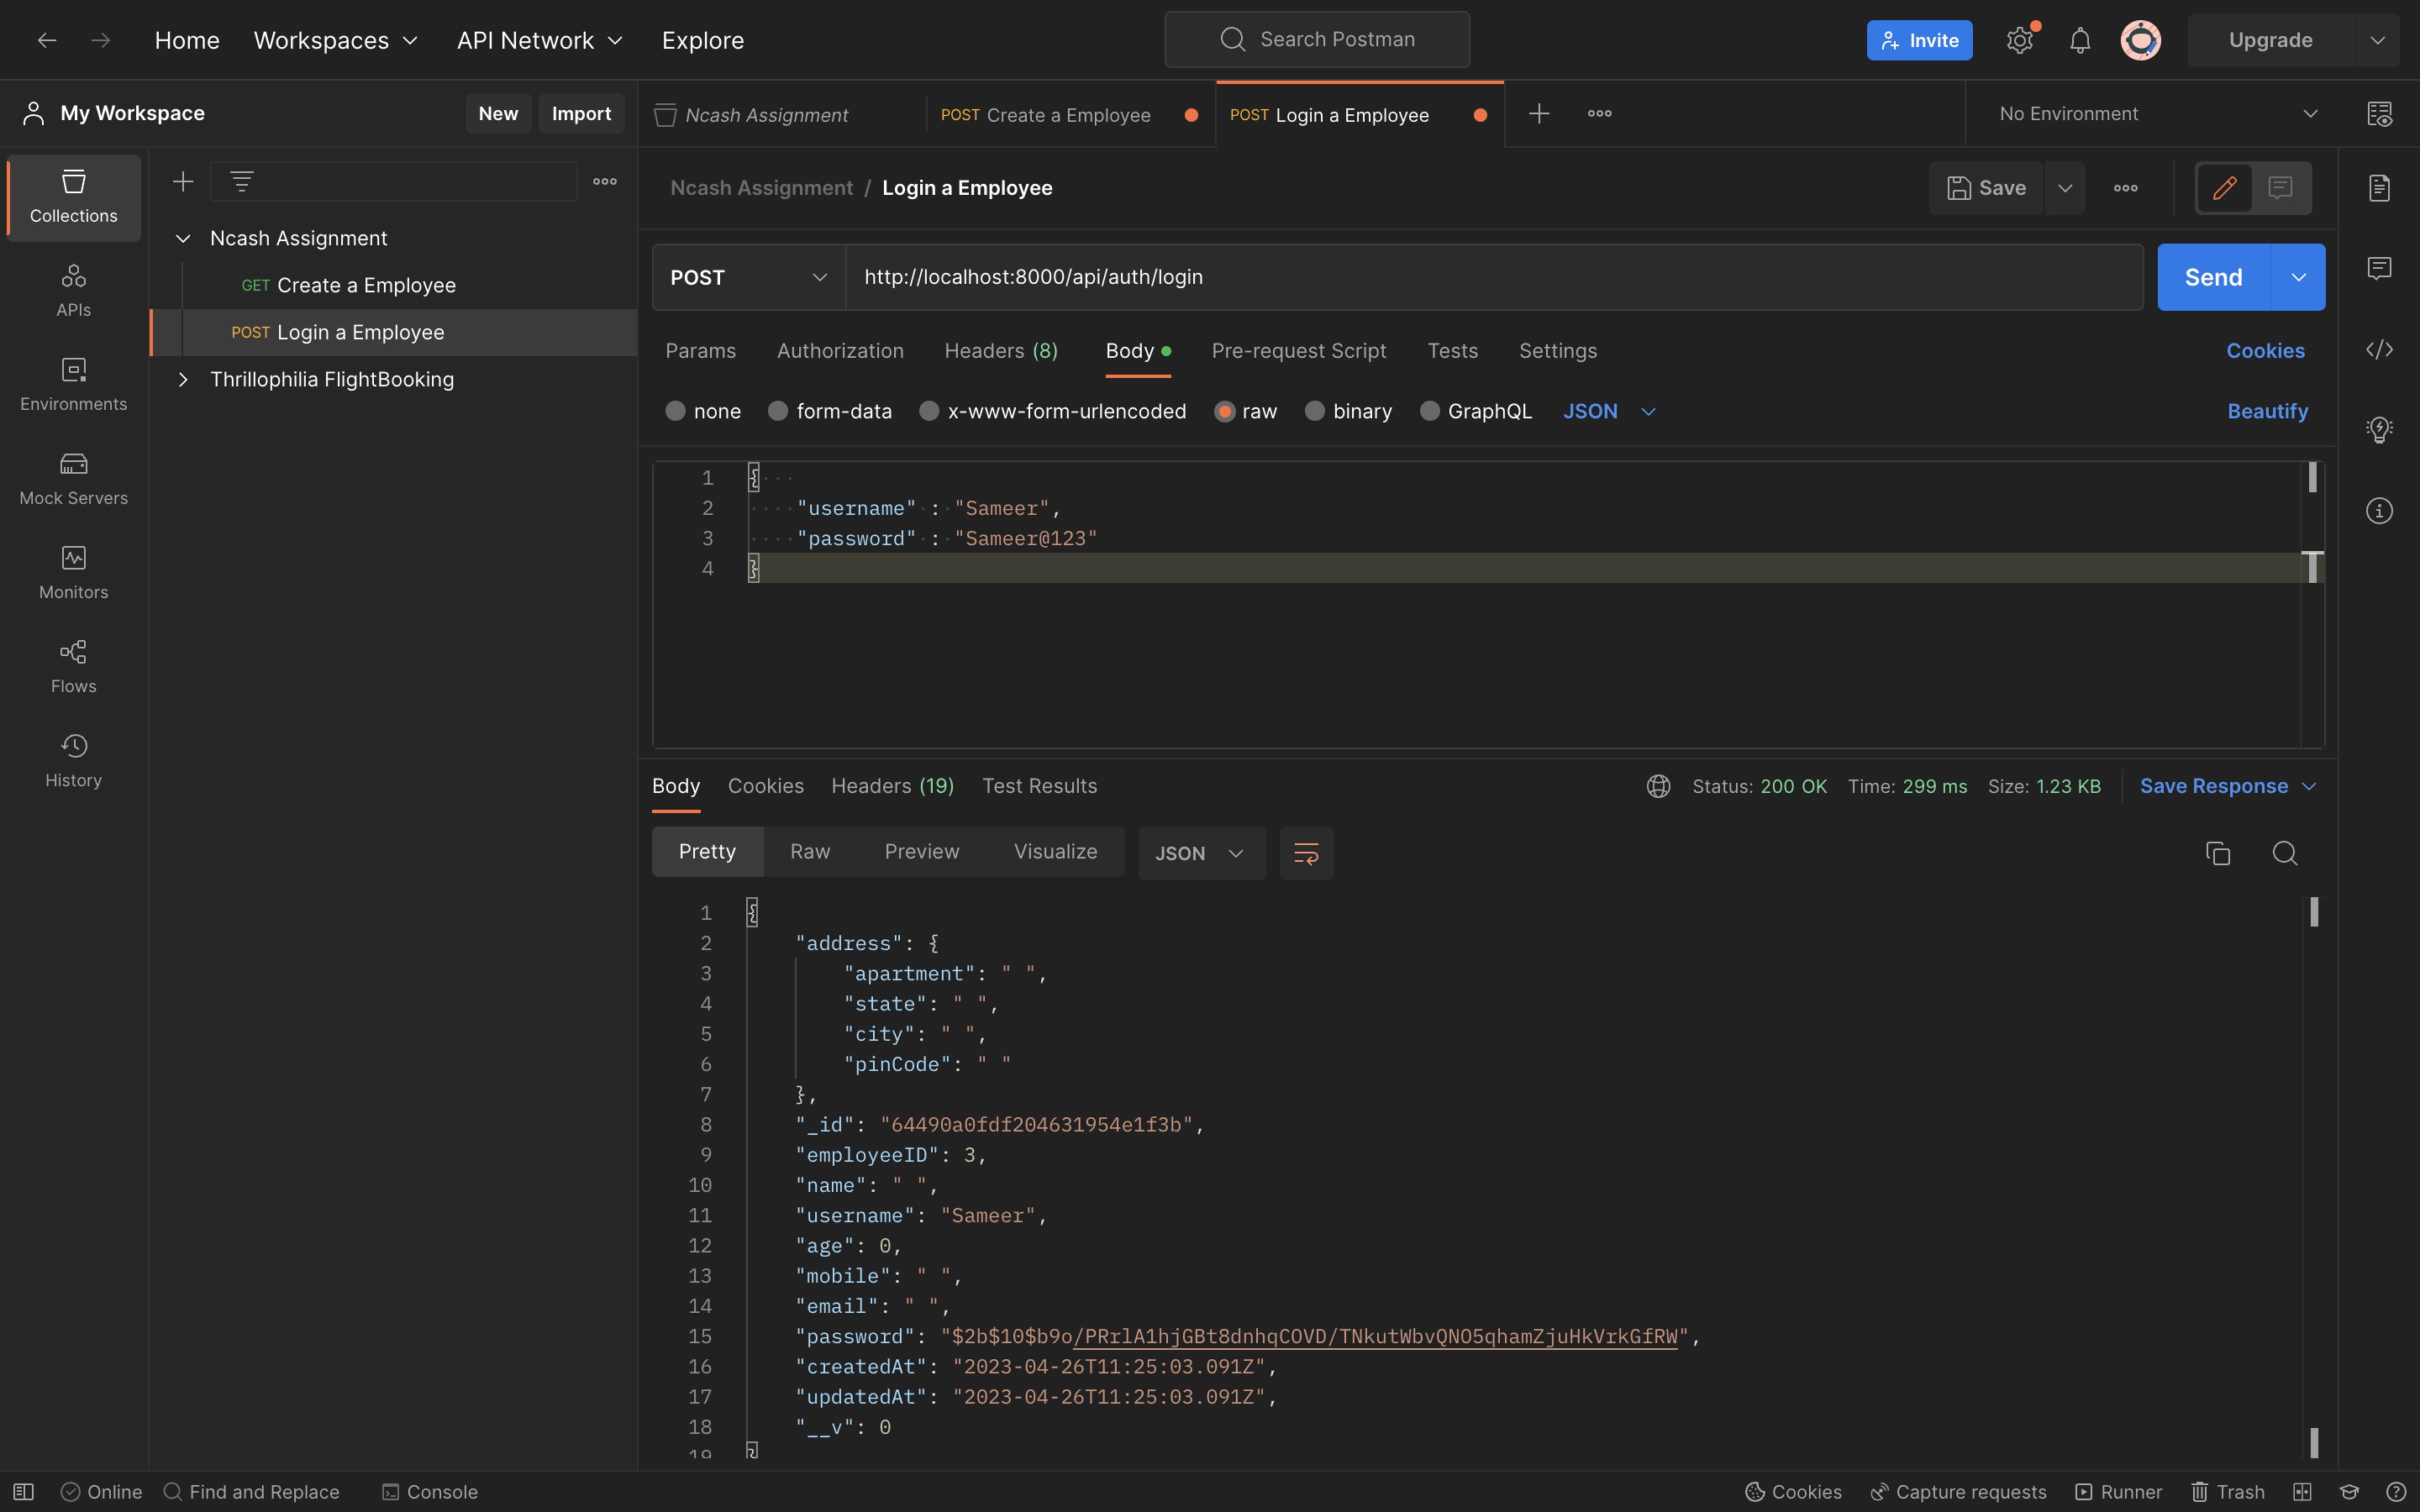 Home Workspaces API Network Explore Search Postman Invite Upgrade
My Workspace New Import
Ncash Assignment POST Create a Employee POST Login a Employee No Environment
Collections
APIs
Environments
Mock Servers
Monitors
Flows
History
Ncash Assignment
GET Create a Employee
POST Login a Employee
Thrillophilia FlightBooking
Ncash Assignment / Login a Employee Save
POST http://localhost:8000/api/auth/login Send
Params Authorization Headers (8) Body Pre-request Script Tests Settings Cookies
none form-data x-www-form-urlencoded raw binary GraphQL JSON Beautify
1 {
2 "username" : "Sameer",
3 "password" : "Sameer@123"
4 }
Body Cookies Headers (19) Test Results Status: 200 OK Time: 299 ms Size: 1.23 KB Save Response
Pretty Raw Preview Visualize JSON
1 {
2 "address": {
3 "apartment": " ",
4 "state": " ",
5 "city": " ",
6 "pinCode": " "
7 },
8 "_id": "64490a0fdf204631954e1f3b",
9 "employeeID": 3,
10 "name": " ",
11 "username": "Sameer",
12 "age": 0,
13 "mobile": " ",
14 "email": " ",
15 "password": "$2b$10$b9o/PRrlA1hjGBt8dnhqCOVD/TNkutWbvQNO5qhamZjuHkVrkGfRW",
16 "createdAt": "2023-04-26T11:25:03.091Z",
17 "updatedAt": "2023-04-26T11:25:03.091Z",
18 "__v": 0
19 }
Online Find and Replace Console Cookies Capture requests Runner Trash